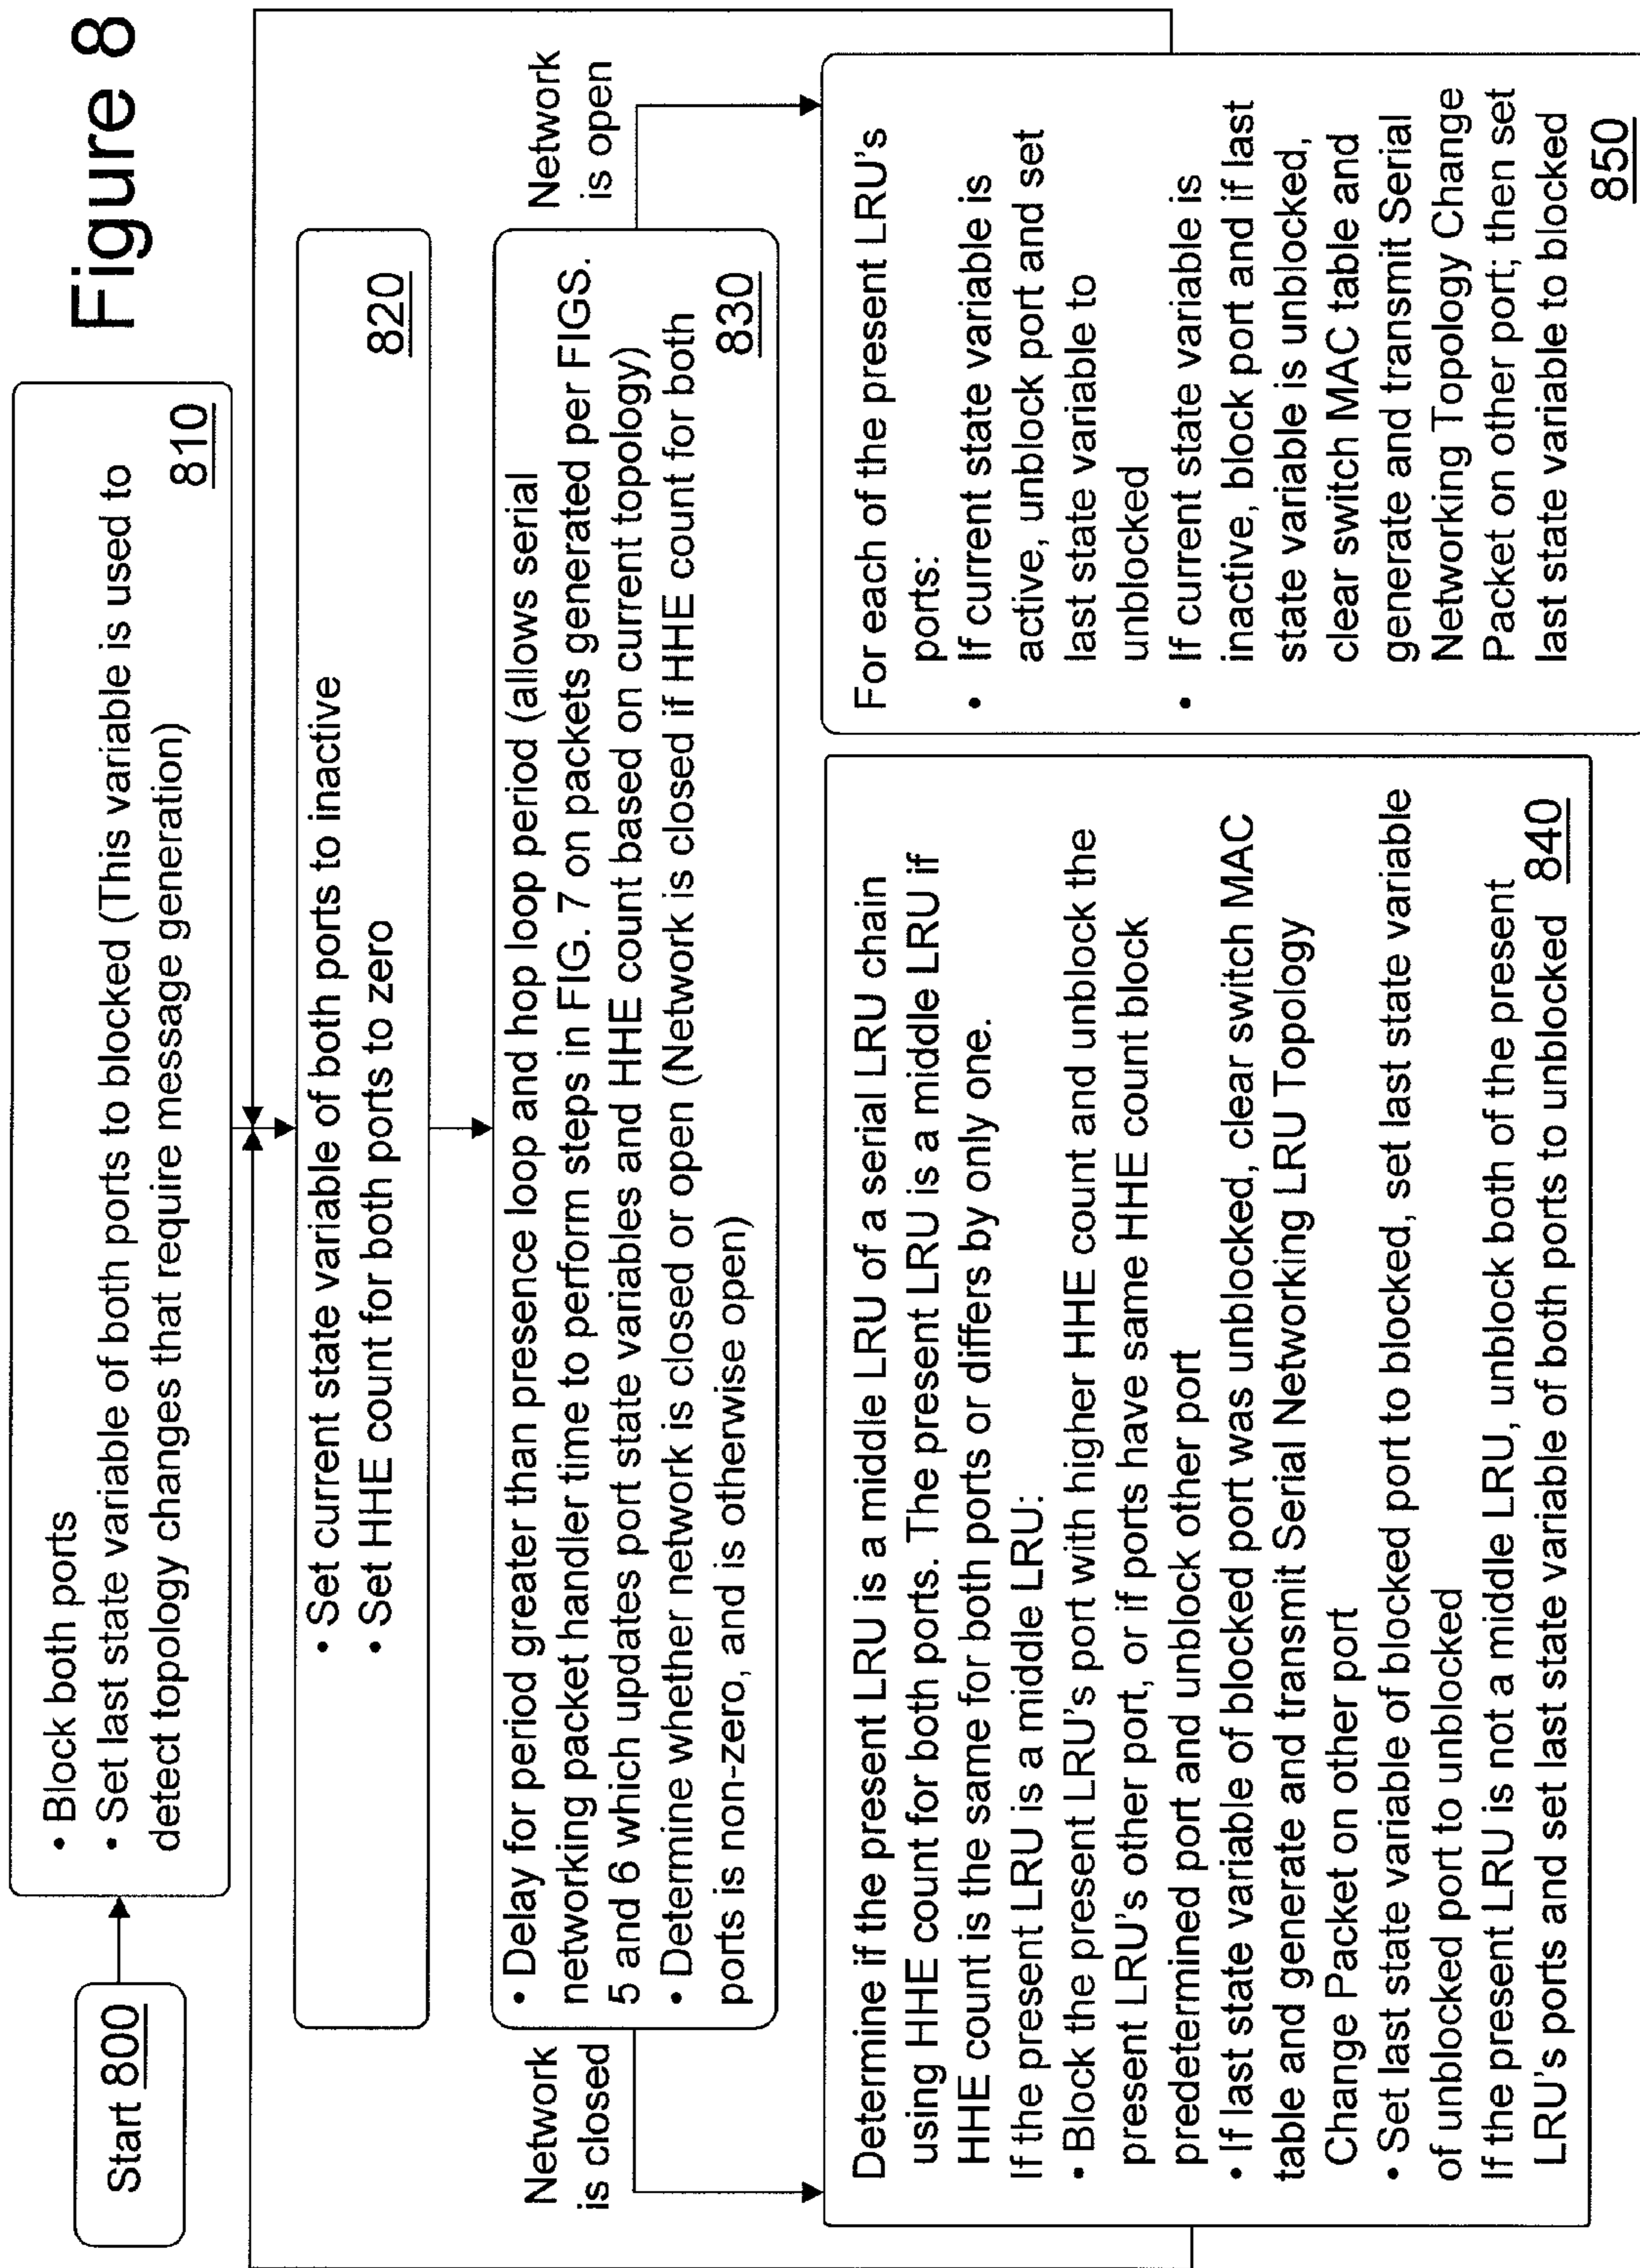 Figure 8
Start 800
• Block both ports
• Set last state variable of both ports to blocked (This variable is used to
detect topology changes that require message generation)
810
• Set current state variable of both ports to inactive
• Set HHE count for both ports to zero
820
• Delay for period greater than presence loop and hop loop period (allows serial
networking packet handler time to perform steps in FIG. 7 on packets generated per FIGS.
5 and 6 which updates port state variables and HHE count based on current topology)
• Determine whether network is closed or open (Network is closed if HHE count for both
ports is non-zero, and is otherwise open)
830
Network
is closed
Network
is open
Determine if the present LRU is a middle LRU of a serial LRU chain
using HHE count for both ports. The present LRU is a middle LRU if
HHE count is the same for both ports or differs by only one.
If the present LRU is a middle LRU:
• Block the present LRU's port with higher HHE count and unblock the
present LRU's other port, or if ports have same HHE count block
predetermined port and unblock other port
• If last state variable of blocked port was unblocked, clear switch MAC
table and generate and transmit Serial Networking LRU Topology
Change Packet on other port
• Set last state variable of blocked port to blocked, set last state variable
of unblocked port to unblocked
If the present LRU is not a middle LRU, unblock both of the present
LRU's ports and set last state variable of both ports to unblocked
840
For each of the present LRU's
ports:
• If current state variable is
active, unblock port and set
last state variable to
unblocked
• If current state variable is
inactive, block port and if last
state variable is unblocked,
clear switch MAC table and
generate and transmit Serial
Networking Topology Change
Packet on other port; then set
last state variable to blocked
850